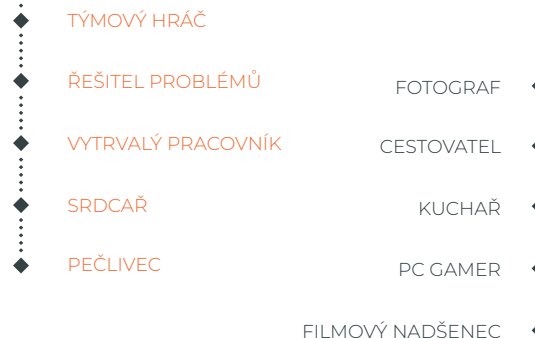 TÝMOVÝ HRÁČ
ŘEŠITEL PROBLÉMŮ
VYTRVALÝ PRACOVNÍK
SRDCAŘ
PEČLIVEC
FOTOGRAF
CESTOVATEL
KUCHAŘ
PC GAMER
FILMOVÝ NADŠENEC